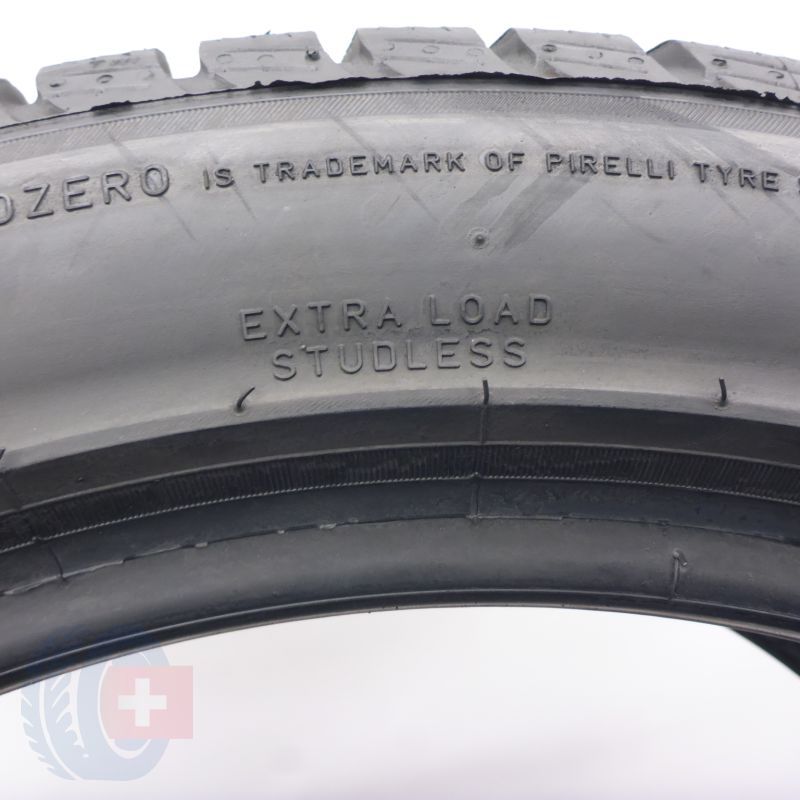 IS TRADEMARK OF PIRELLI TYRE
EXTRA LOAD
STUDLESS